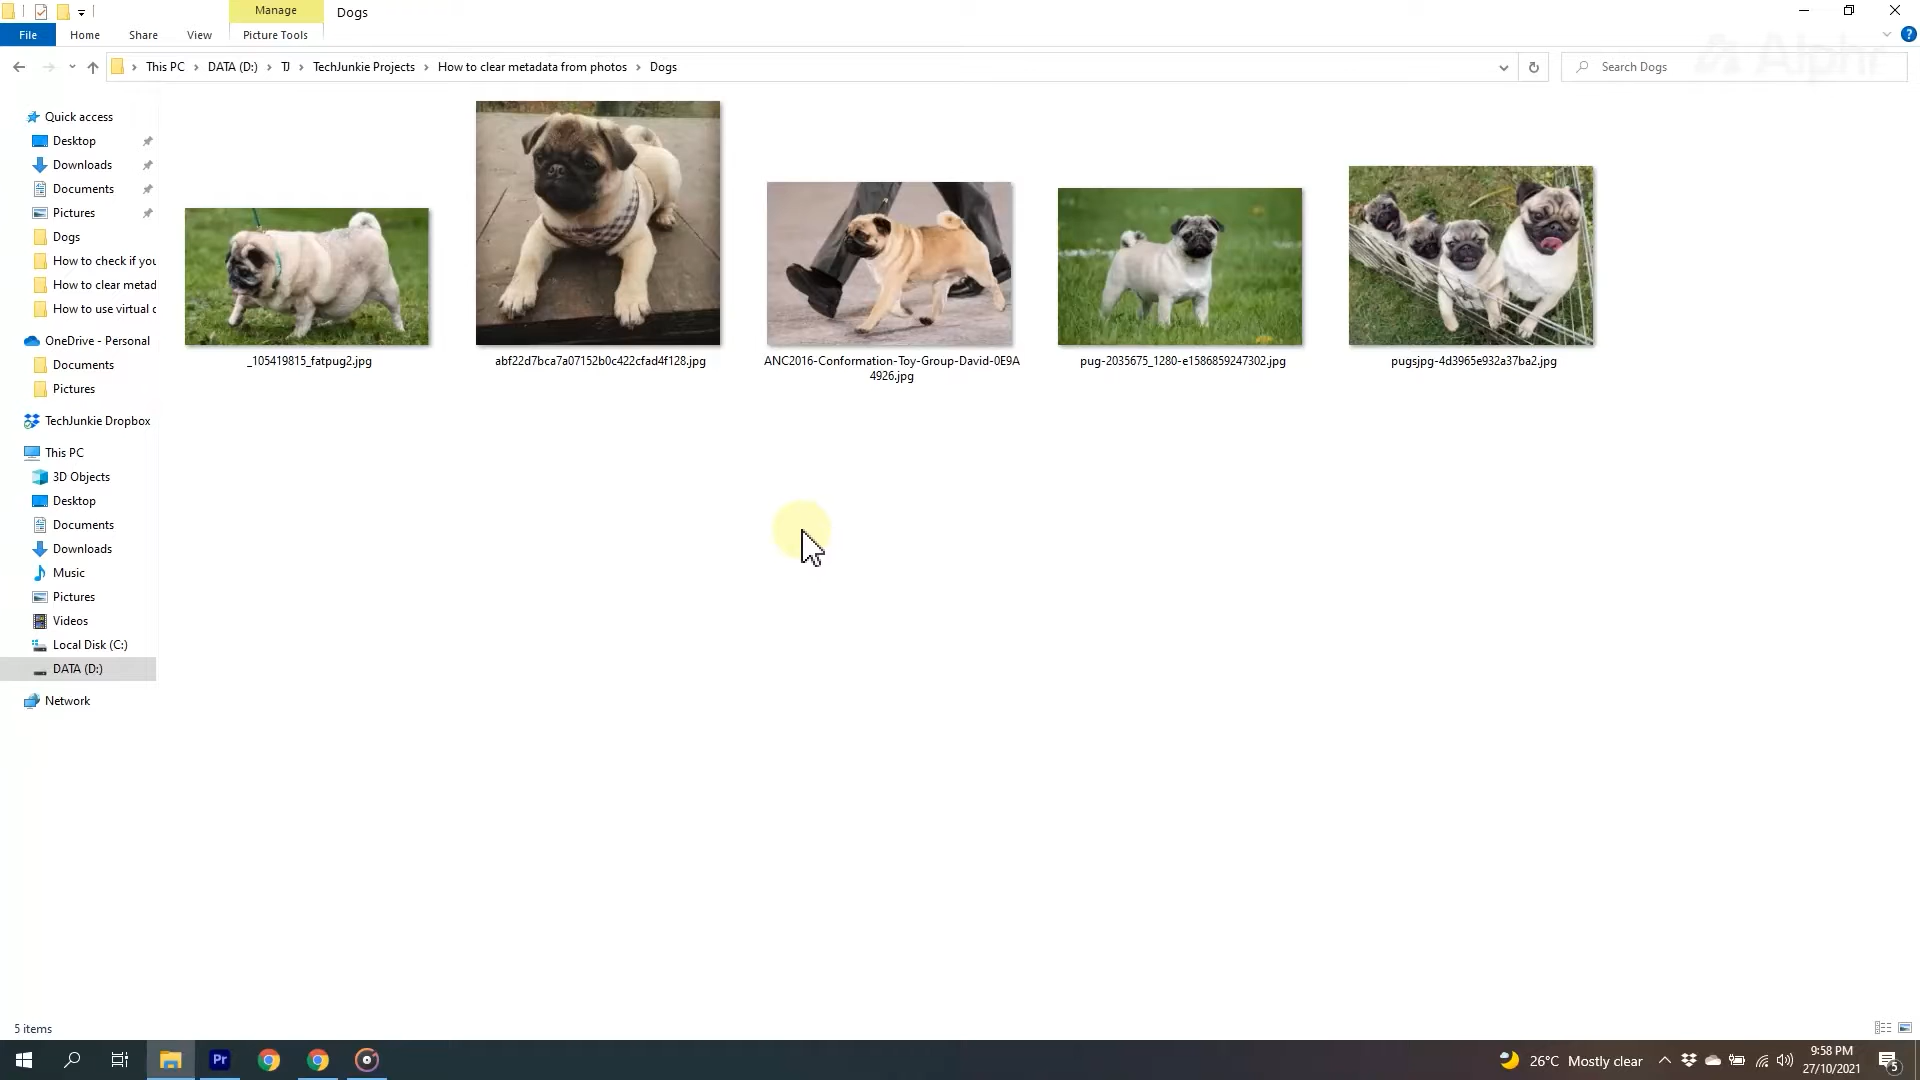 Manage
Dogs
File
Home
Share
View
Picture Tools
This PC
DATA (D:)
TJ
TechJunkie Projects
How to clear metadata from photos
Dogs
Search Dogs
Alphr
Quick access
Desktop
Downloads
Documents
Pictures
Dogs
How to check if you
How to clear metad
How to use virtual c
OneDrive - Personal
Documents
Pictures
TechJunkie Dropbox
This PC
3D Objects
Desktop
Documents
Downloads
Music
Pictures
Videos
Local Disk (C:)
DATA (D:)
Network
_105419815_fatpug2.jpg
abf22d7bca7a07152b0c422cfad4f128.jpg
ANC2016-Conformation-Toy-Group-David-0E9A
4926.jpg
pug-2035675_1280-e1586859247302.jpg
pugsjpg-4d3965e932a37ba2.jpg
5 items
Pr
26°C Mostly clear
9:58 PM
27/10/2021
5